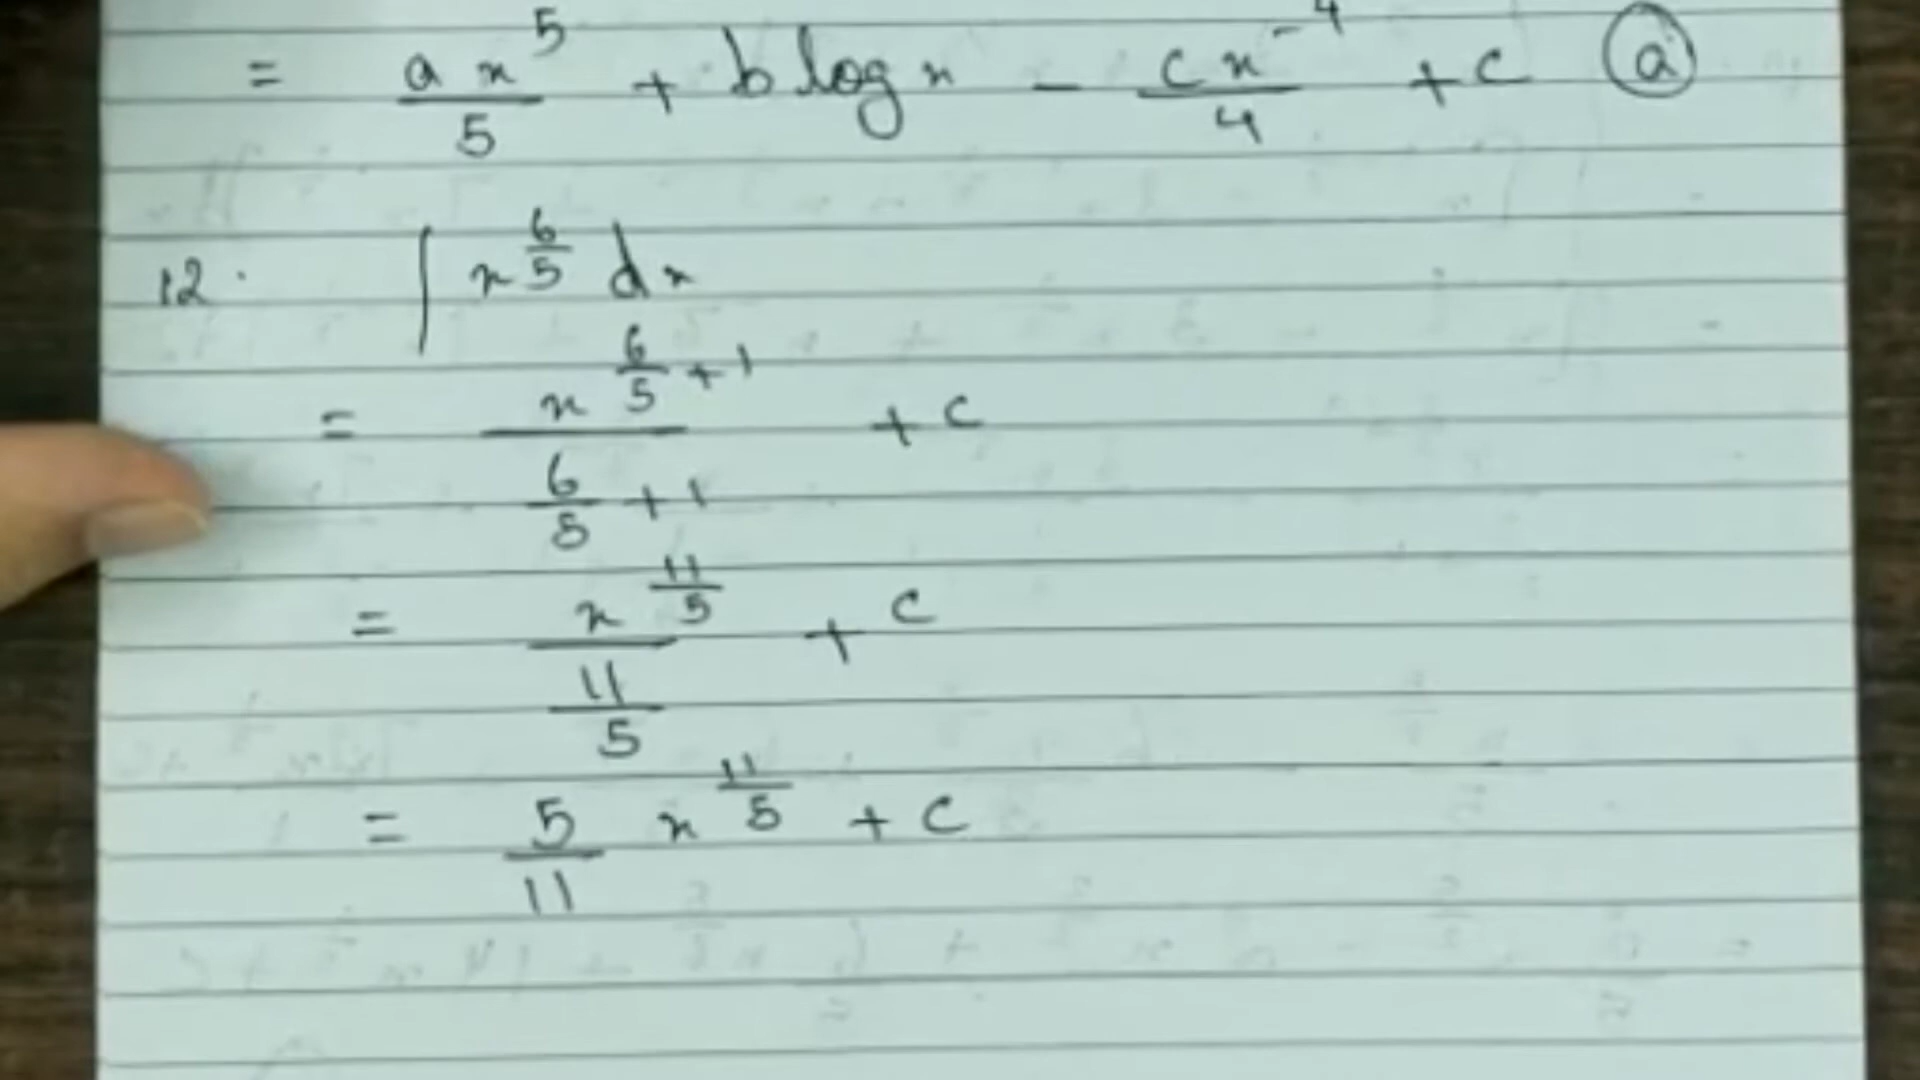 = ax^5/5 + b log x - cx^-4/4 + c (a)
12. ∫ x^6/5 dx
= x^(6/5 + 1) / (6/5 + 1) + c
= x^(11/5) / (11/5) + c
= 5/11 x^11/5 + c